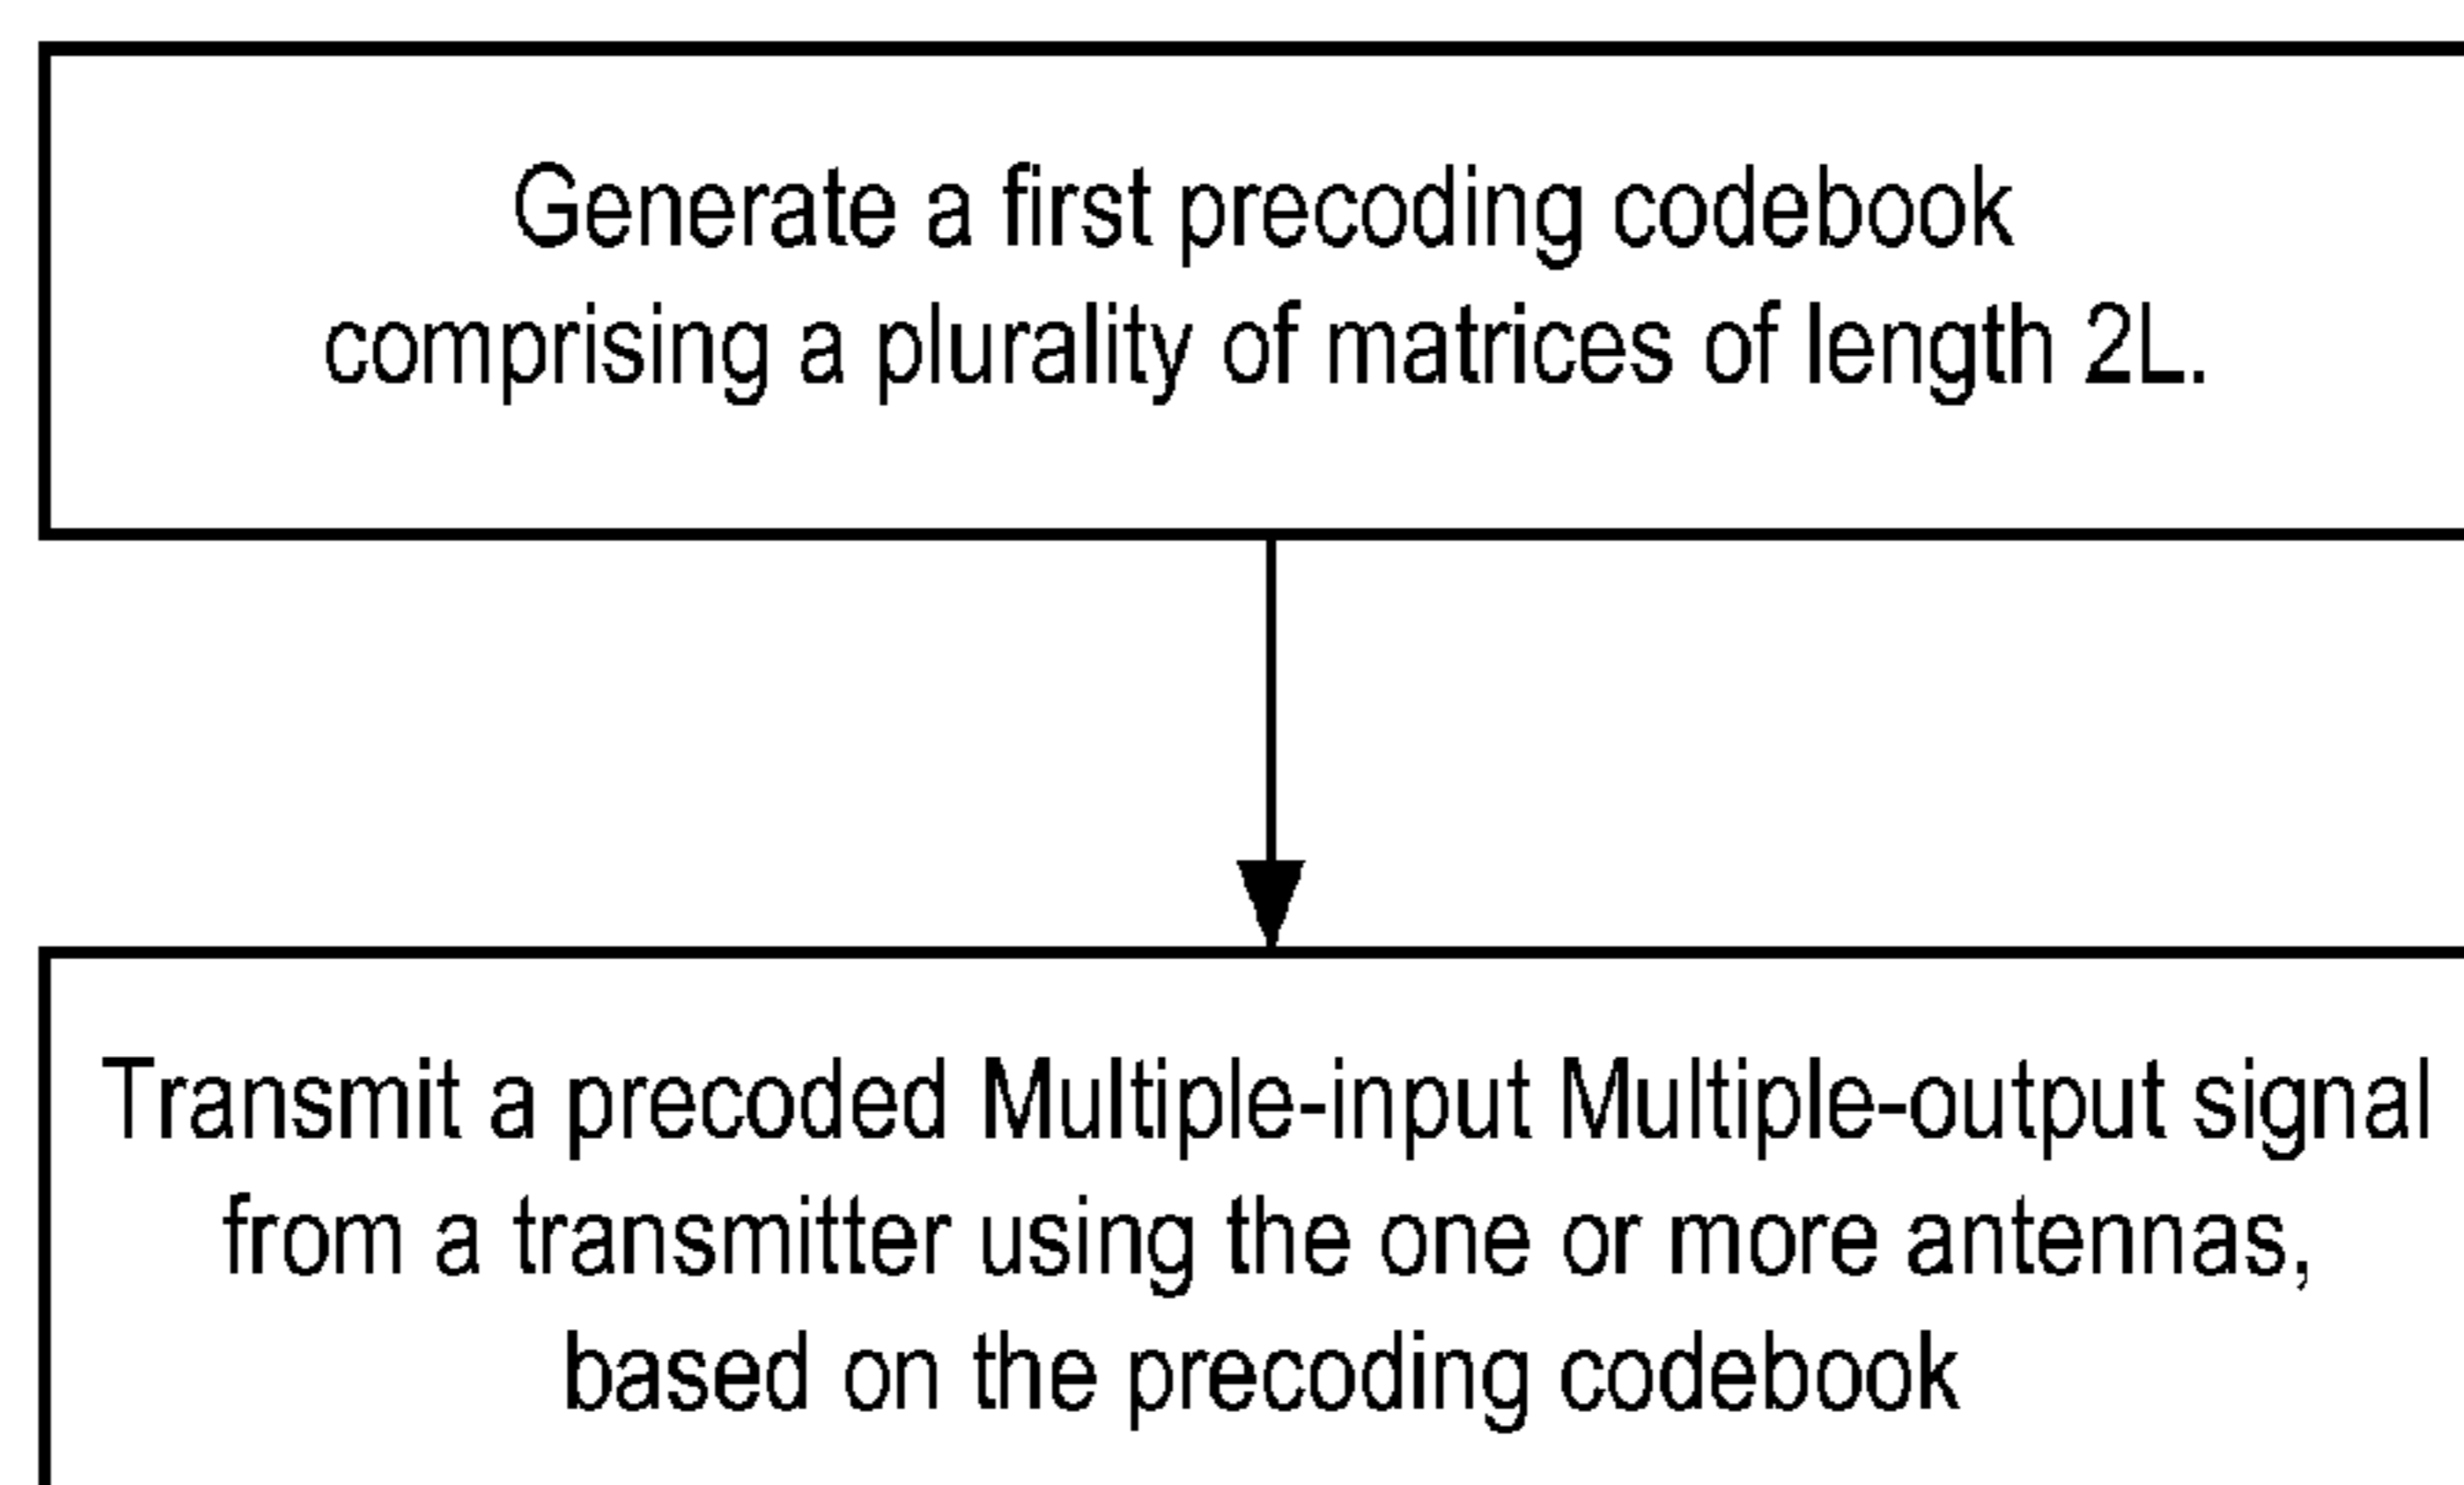 Generate a first precoding codebook
comprising a plurality of matrices of length 2L.
Transmit a precoded Multiple-input Multiple-output signal
from a transmitter using the one or more antennas,
based on the precoding codebook